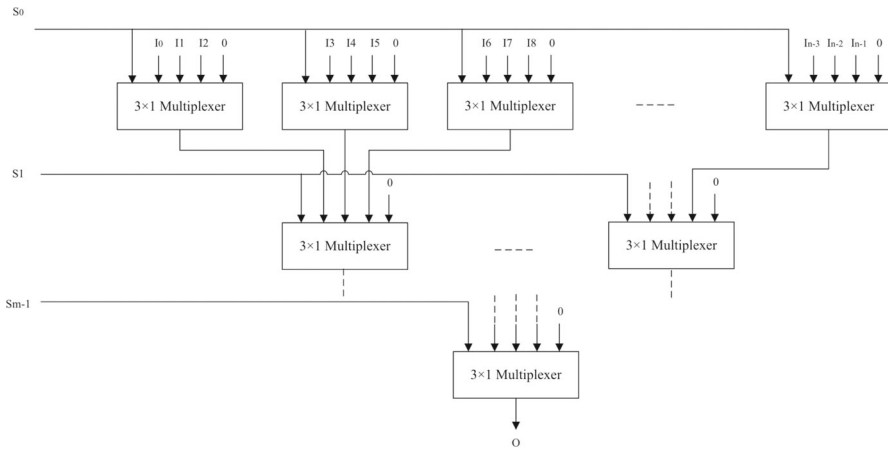 S0
I0 I1 I2 0 I3 I4 I5 0 I6 I7 I8 0 In-3 In-2 In-1 0
3×1 Multiplexer 3×1 Multiplexer 3×1 Multiplexer 3×1 Multiplexer
S1
0 0
3×1 Multiplexer 3×1 Multiplexer
Sm-1
0
3×1 Multiplexer
O